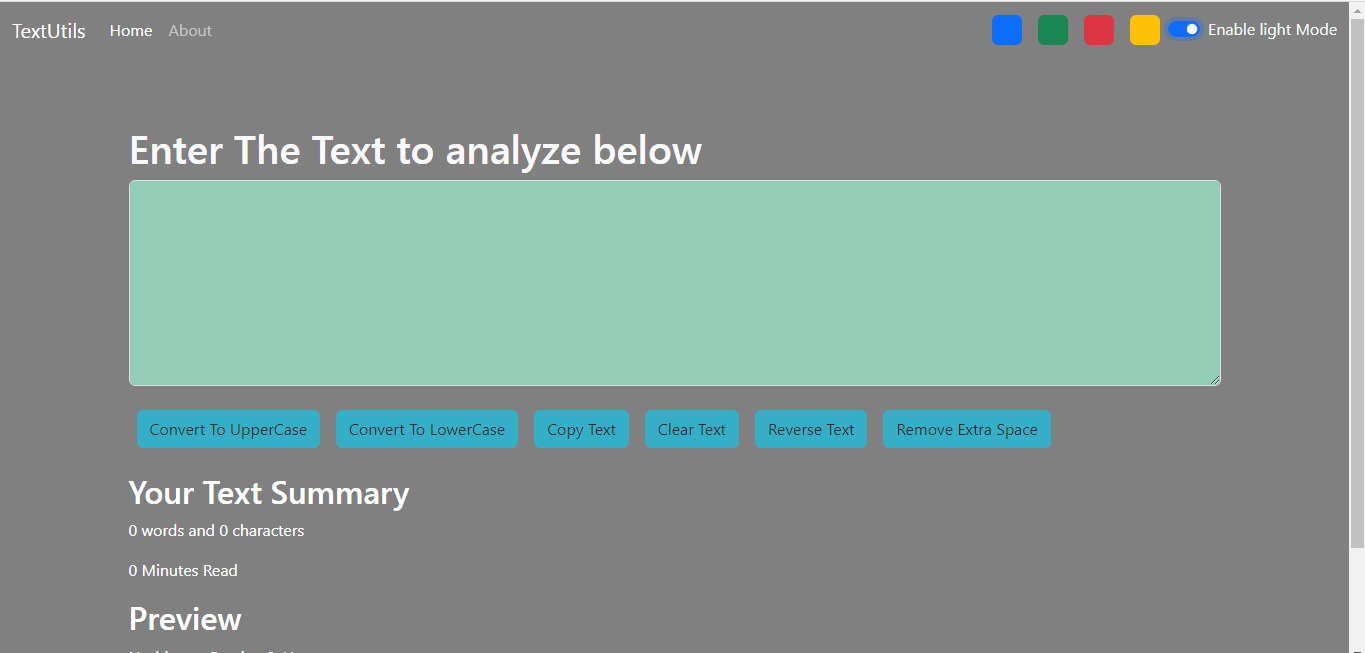 TextUtils Home About Enable light Mode
Enter The Text to analyze below
Convert To UpperCase Convert To LowerCase Copy Text Clear Text Reverse Text Remove Extra Space
Your Text Summary
0 words and 0 characters
0 Minutes Read
Preview